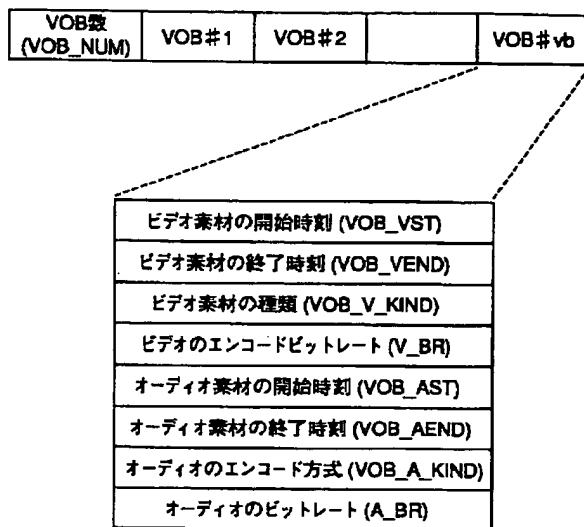 VOB数
(VOB_NUM)
VOB#1
VOB#2
VOB#vb
ビデオ素材の開始時刻 (VOB_VST)
ビデオ素材の終了時刻 (VOB_VEND)
ビデオ素材の種類 (VOB_V_KIND)
ビデオのエンコードビットレート (V_BR)
オーディオ素材の開始時刻 (VOB_AST)
オーディオ素材の終了時刻 (VOB_AEND)
オーディオのエンコード方式 (VOB_A_KIND)
オーディオのビットレート (A_BR)